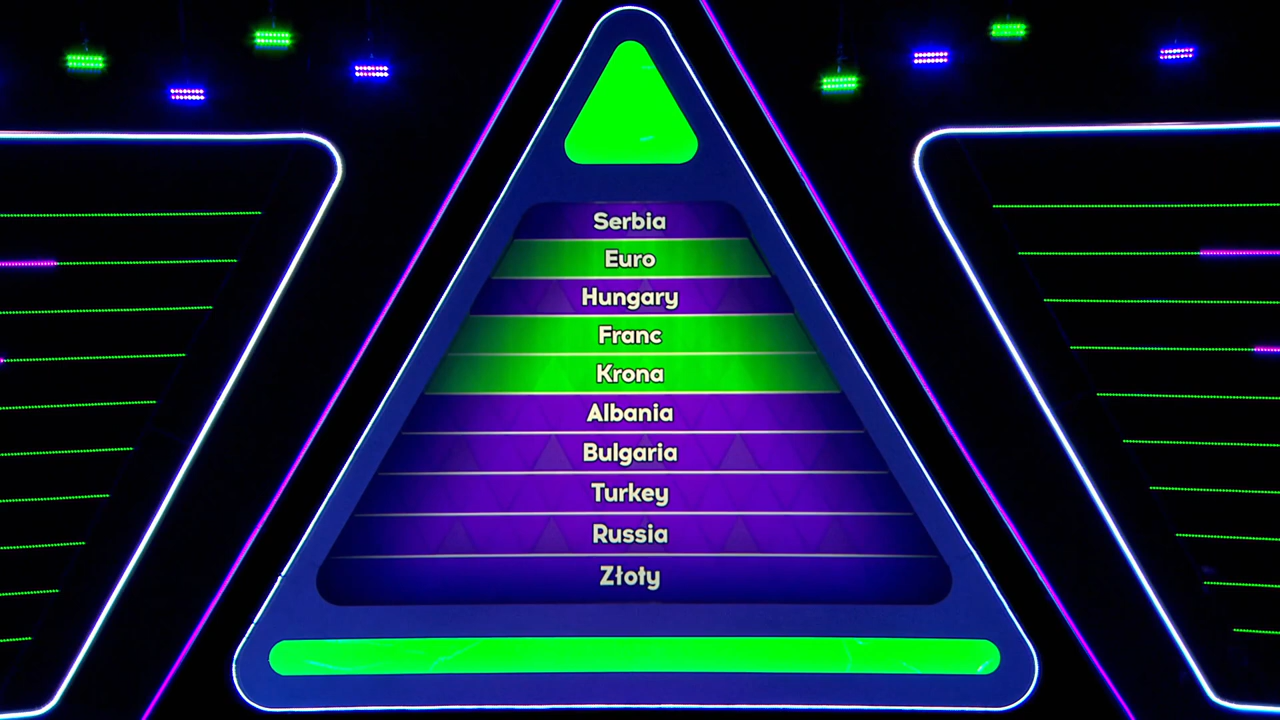 Serbia
Euro
Hungary
Franc
Krona
Albania
Bulgaria
Turkey
Russia
Złoty